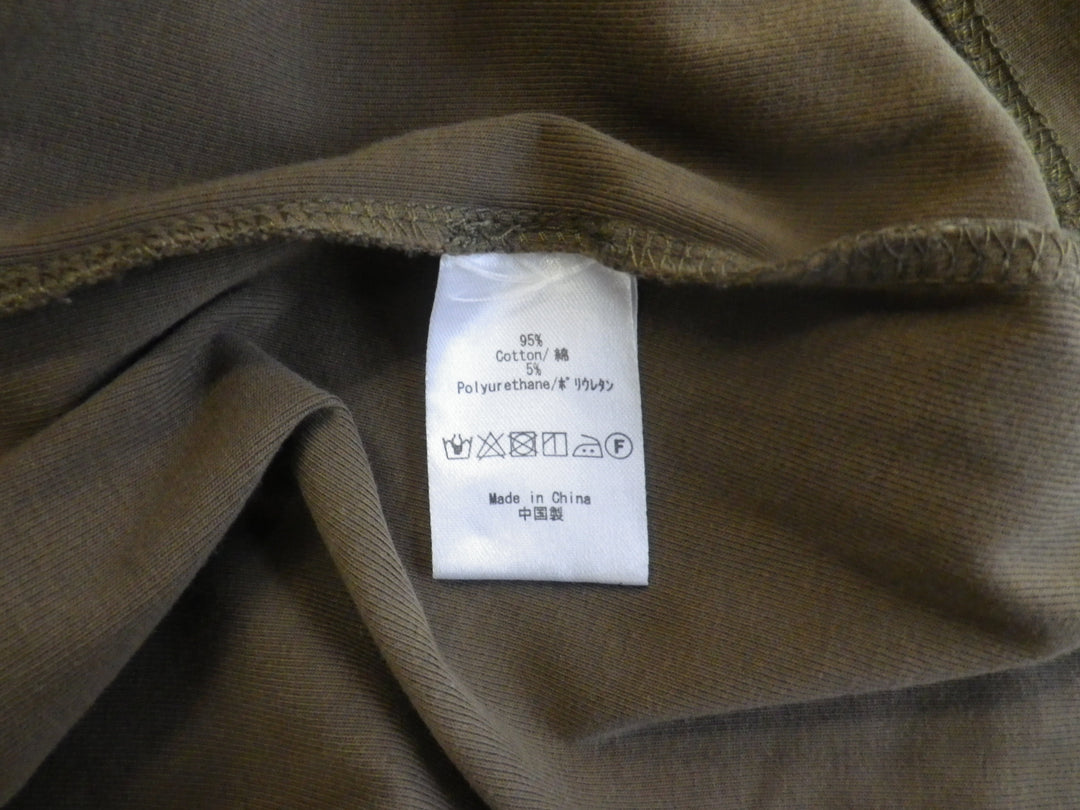 95%
Cotton/綿
5%
Polyurethane/ポリウレタン
F
Made in China
中国製